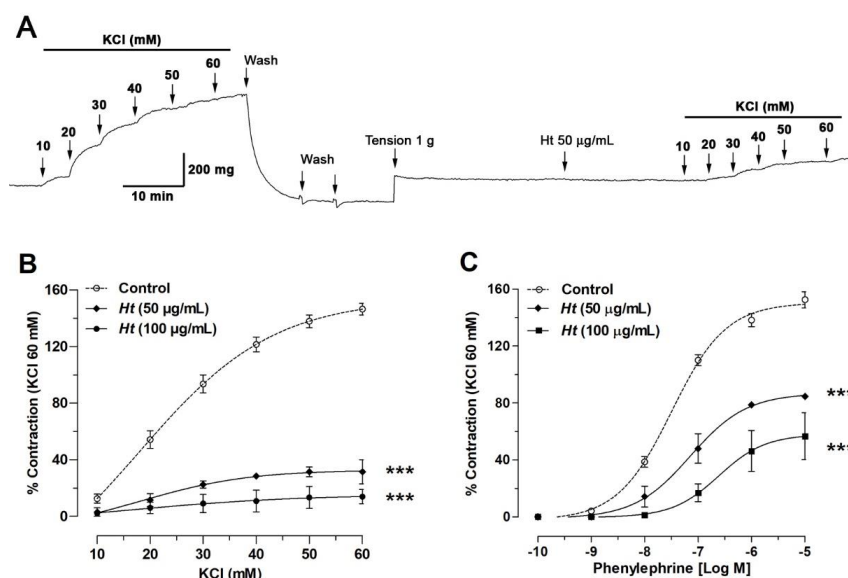 A
KCl (mM)
10
20
30
40
50
60
Wash
200 mg
10 min
Wash
Tension 1 g
Ht 50 µg/mL
KCl (mM)
10 20 30 40 50 60
B
Control
Ht (50 µg/mL)
Ht (100 µg/mL)
% Contraction (KCl 60 mM)
160
120
80
40
0
***
***
10 20 30 40 50 60
KCl (mM)
C
Control
Ht (50 µg/mL)
Ht (100 µg/mL)
% Contraction (KCl 60 mM)
160
120
80
40
0
***
***
-10 -9 -8 -7 -6 -5
Phenylephrine [Log M]